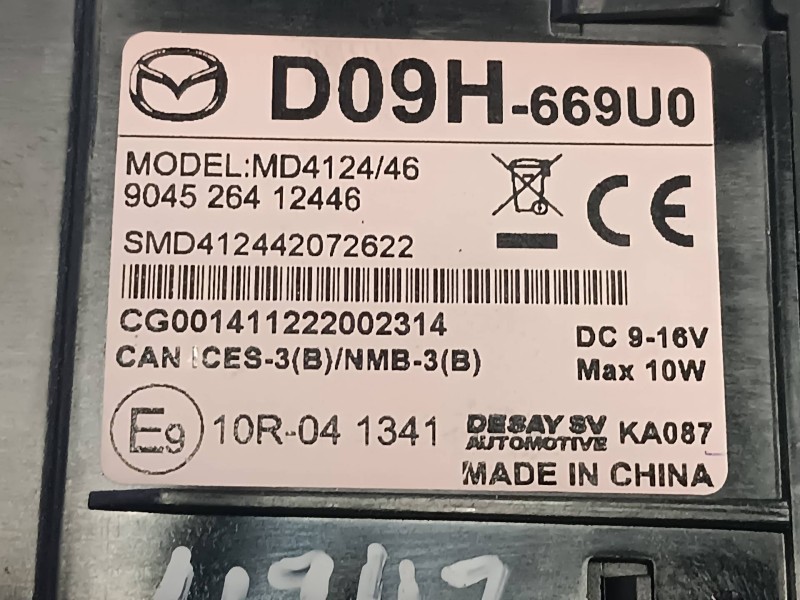 D09H-669U0
MODEL:MD4124/46
9045 264 12446
SMD412442072622
CE
CG001411222002314
DC 9-16V
CAN ICES-3(B)/NMB-3(B)
Max 10W
E9 10R-04 1341
DESAY SV AUTOMOTIVE KA087
MADE IN CHINA